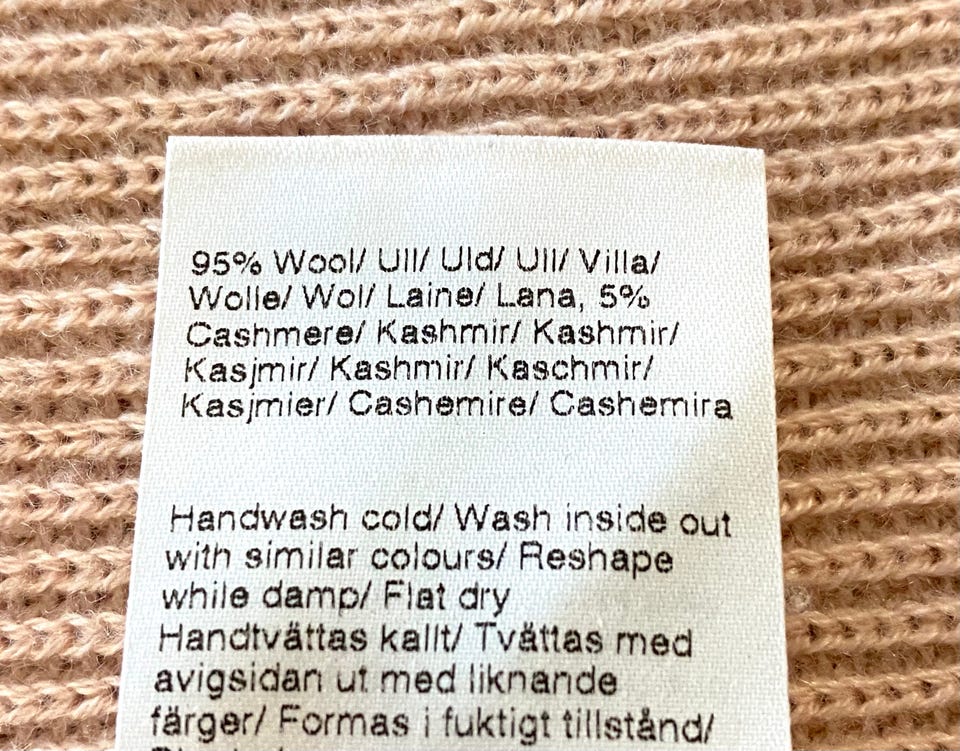 95% Wool/ Ull/ Uld/ Ull/ Villa/
Wolle/ Wol/ Laine/ Lana, 5%
Cashmere/ Kashmir/ Kashmir/
Kasjmir/ Kashmir/ Kaschmir/
Kasjmier/ Cashemire/ Cashemira
Handwash cold/ Wash inside out
with similar colours/ Reshape
while damp/ Flat dry
Handtvättas kallt/ Tvättas med
avigsidan ut med liknande
färger/ Formas i fuktigt tillstånd/